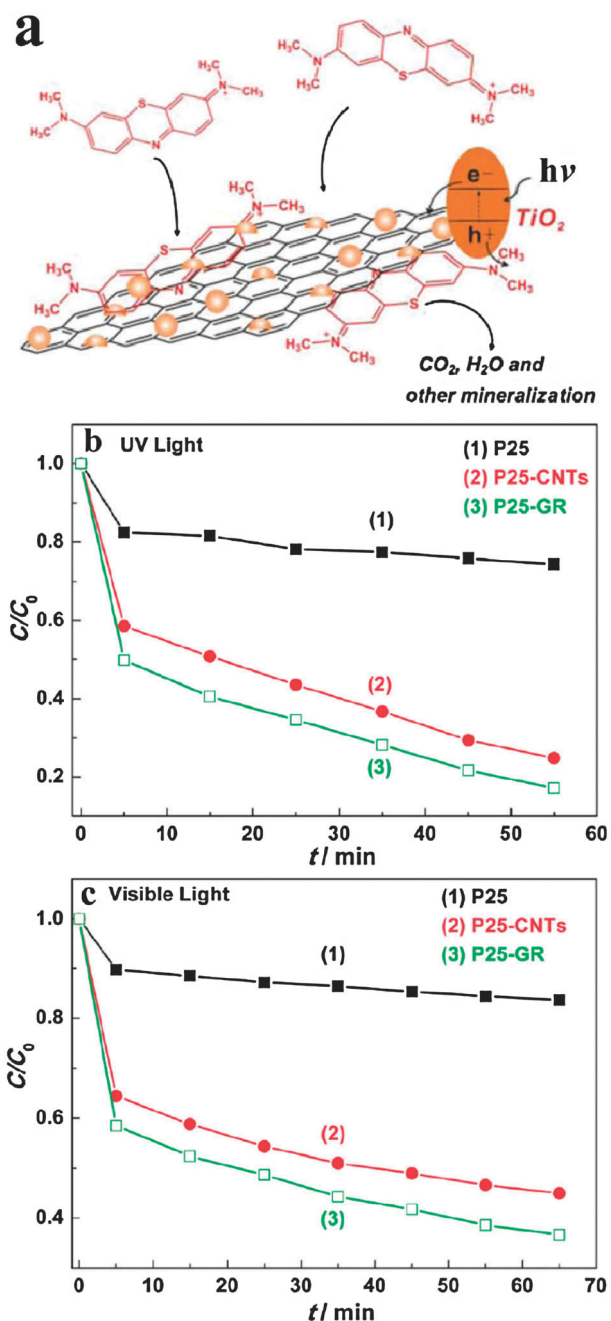 a
H₃C
N
H₃C
S
N
CH₃
N⁺
CH₃
H₃C
N
CH₃
N
S
CH₃
N⁺
CH₃
e⁻
hν
TiO₂
h⁺
H₃C
N⁺
CH₃
H₃C
N
H₃C
S
N
CH₃
N
CH₃
S
H₃C
N⁺
CH₃
CO₂, H₂O and
other mineralization
b UV Light
(1) P25
(2) P25-CNTs
(3) P25-GR
(1)
(2)
(3)
C/C₀
1.0
0.8
0.6
0.4
0.2
0 10 20 30 40 50 60
t / min
c Visible Light
(1) P25
(2) P25-CNTs
(3) P25-GR
(1)
(2)
(3)
C/C₀
1.0
0.8
0.6
0.4
0 10 20 30 40 50 60 70
t / min